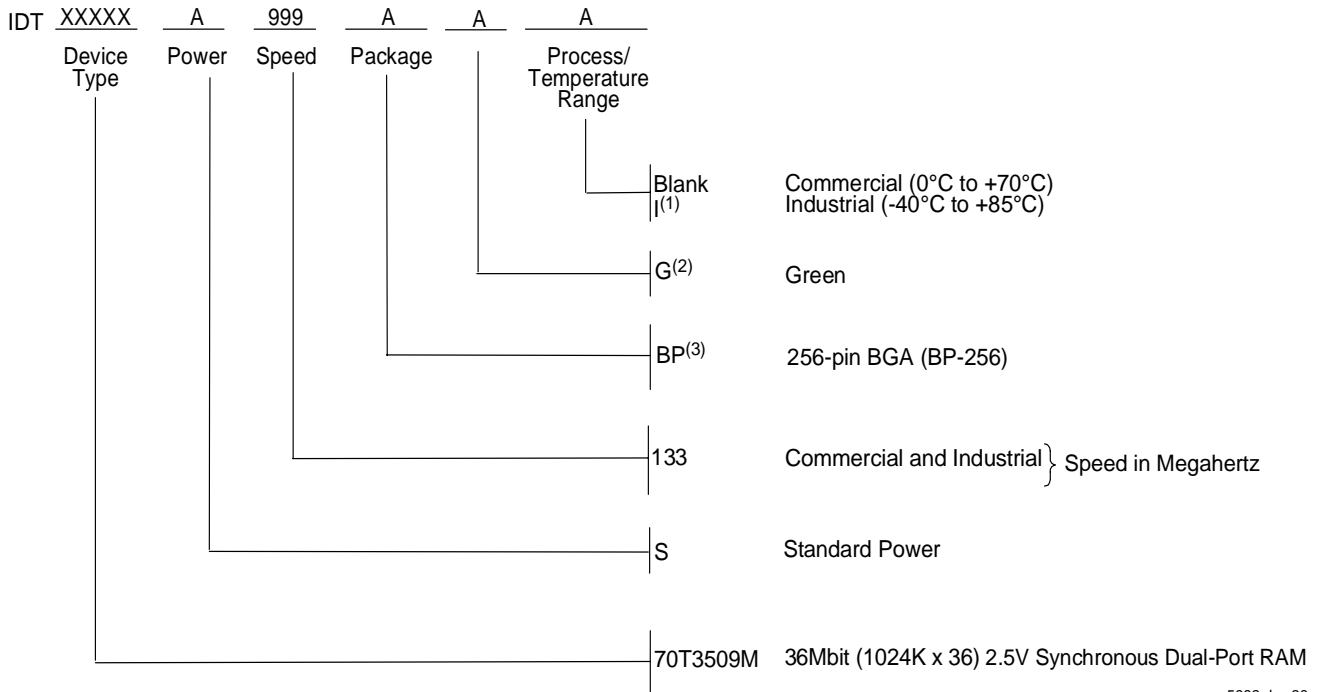 IDT XXXXX A 999 A A A
Device Type Power Speed Package Process/ Temperature Range
Blank Commercial (0°C to +70°C)
I(1) Industrial (-40°C to +85°C)
G(2) Green
BP(3) 256-pin BGA (BP-256)
133 Commercial and Industrial Speed in Megahertz
S Standard Power
70T3509M 36Mbit (1024K x 36) 2.5V Synchronous Dual-Port RAM